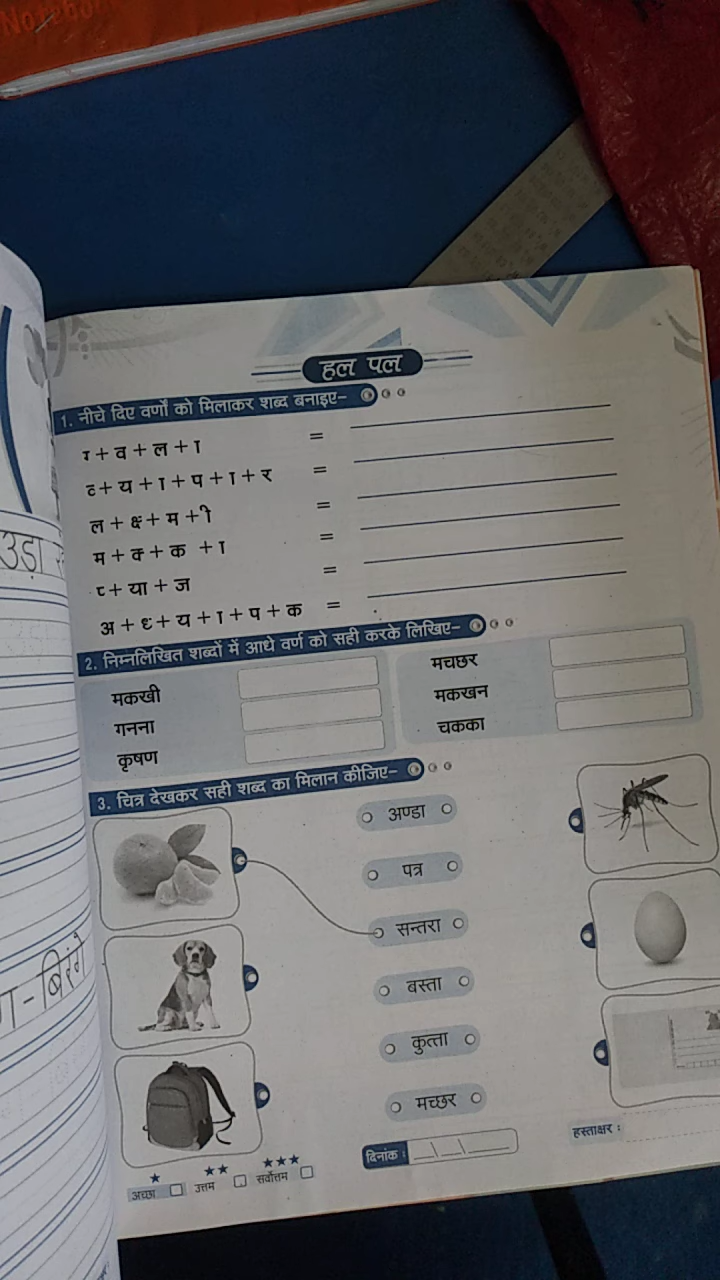 हल पल
1. नीचे दिए वर्णों को मिलाकर शब्द बनाइए–
ग्+व+ल+ा =
व्+य+ा+प+ा+र =
ल+क्ष्+म+ी =
म+क्+क +ा =
प्+या+ज =
अ+ध्+य+ा+प+क =
2. निम्नलिखित शब्दों में आधे वर्ण को सही करके लिखिए–
मकखी मचछर
गनना मकखन
कृषण चकका
3. चित्र देखकर सही शब्द का मिलान कीजिए–
अण्डा
पत्र
सन्तरा
बस्ता
कुत्ता
मच्छर
अच्छा उत्तम सर्वोत्तम
दिनांक :
हस्ताक्षर :
उड़ा
ग-बिरंगे